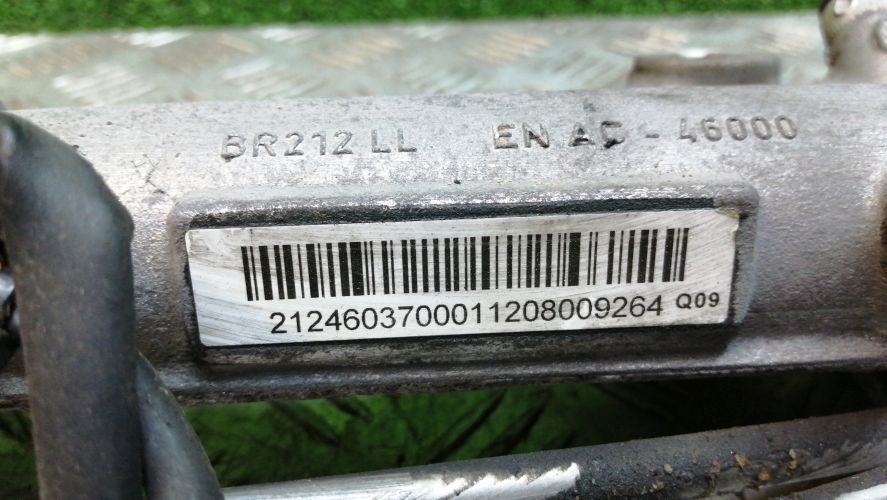 BR212 LL EN AC - 46000
2124603700011208009264 Q09